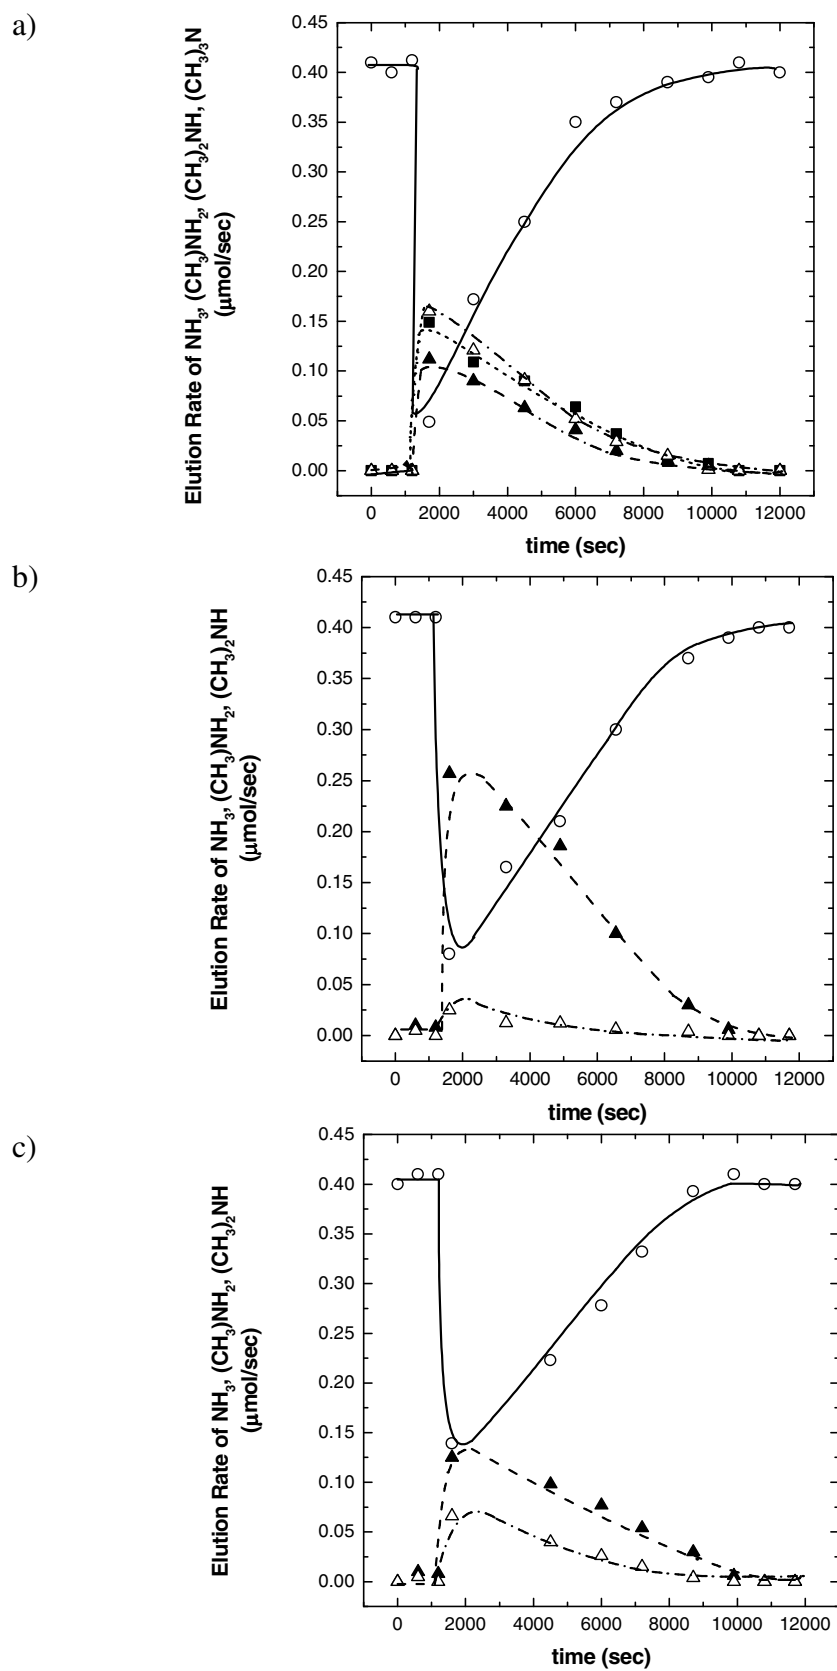 a)
Elution Rate of NH₃, (CH₃)NH₂, (CH₃)₂NH, (CH₃)₃N
(μmol/sec)
0.45
0.40
0.35
0.30
0.25
0.20
0.15
0.10
0.05
0.00
0 2000 4000 6000 8000 10000 12000
time (sec)
b)
Elution Rate of NH₃, (CH₃)NH₂, (CH₃)₂NH
(μmol/sec)
0.45
0.40
0.35
0.30
0.25
0.20
0.15
0.10
0.05
0.00
0 2000 4000 6000 8000 10000 12000
time (sec)
c)
Elution Rate of NH₃, (CH₃)NH₂, (CH₃)₂NH
(μmol/sec)
0.45
0.40
0.35
0.30
0.25
0.20
0.15
0.10
0.05
0.00
0 2000 4000 6000 8000 10000 12000
time (sec)